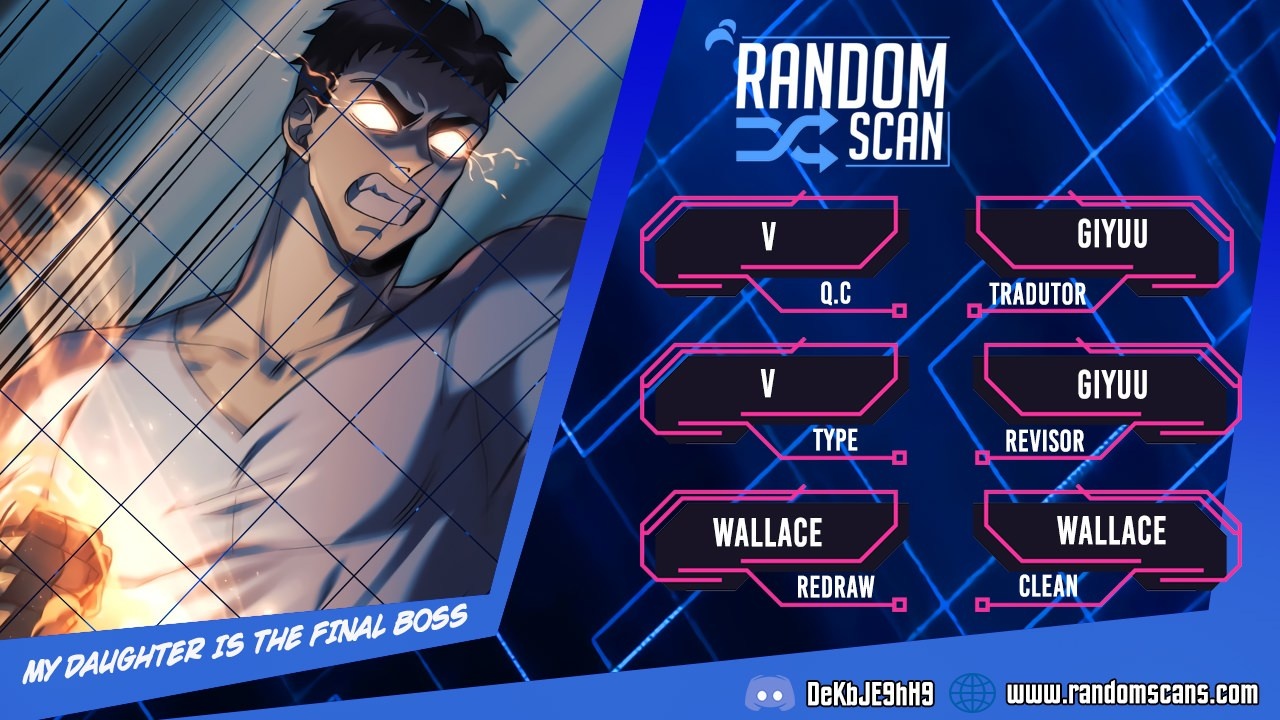 RANDOM
SCAN
V
Q.C
GIYUU
TRADUTOR
V
TYPE
GIYUU
REVISOR
WALLACE
REDRAW
WALLACE
CLEAN
MY DAUGHTER IS THE FINAL BOSS
DeKbJE9hH9
www.randomscans.com